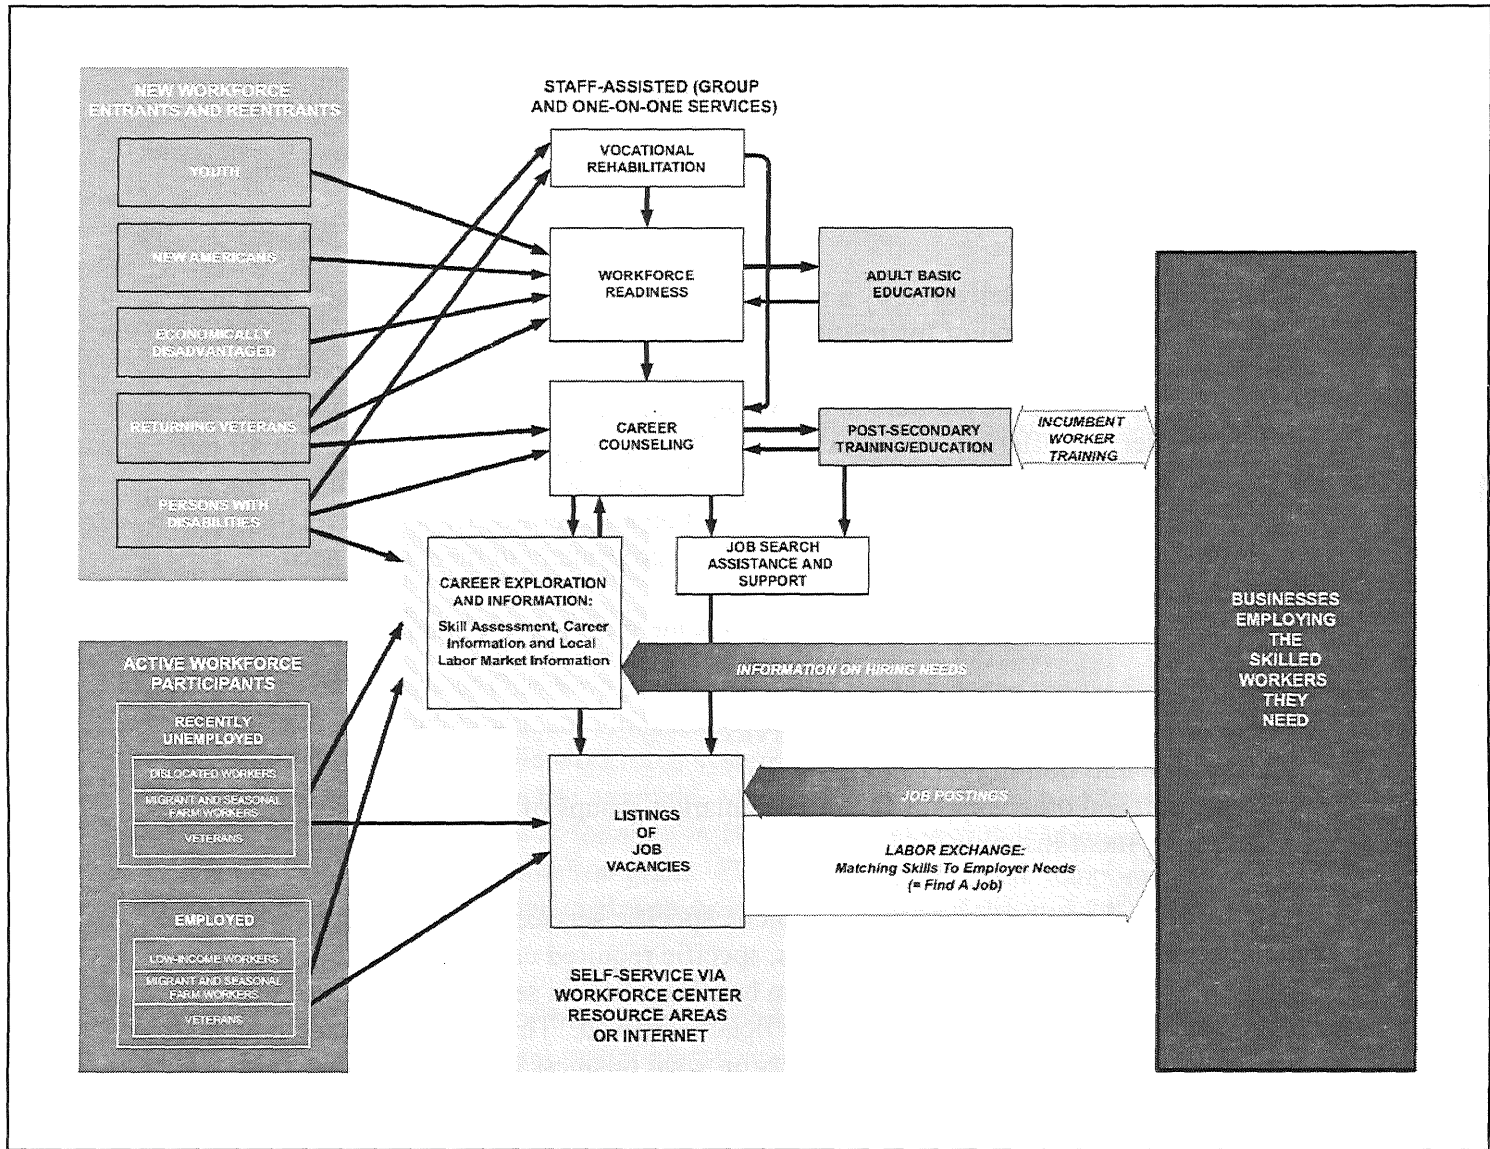 NEW WORKFORCE
ENTRANTS AND REENTRANTS
YOUTH
NEW AMERICANS
ECONOMICALLY
DISADVANTAGED
RETURNING VETERANS
PERSONS WITH
DISABILITIES
ACTIVE WORKFORCE
PARTICIPANTS
RECENTLY
UNEMPLOYED
DISLOCATED WORKERS
MIGRANT AND SEASONAL
FARM WORKERS
VETERANS
EMPLOYED
LOW-INCOME WORKERS
MIGRANT AND SEASONAL
FARM WORKERS
VETERANS
STAFF-ASSISTED (GROUP
AND ONE-ON-ONE SERVICES)
VOCATIONAL
REHABILITATION
WORKFORCE
READINESS
ADULT BASIC
EDUCATION
CAREER
COUNSELING
POST-SECONDARY
TRAINING/EDUCATION
INCUMBENT
WORKER
TRAINING
JOB SEARCH
ASSISTANCE AND
SUPPORT
CAREER EXPLORATION
AND INFORMATION:
Skill Assessment, Career
Information and Local
Labor Market Information
INFORMATION ON HIRING NEEDS
LISTINGS
OF
JOB
VACANCIES
JOB POSTINGS
LABOR EXCHANGE:
Matching Skills To Employer Needs
(= Find A Job)
SELF-SERVICE VIA
WORKFORCE CENTER
RESOURCE AREAS
OR INTERNET
BUSINESSES
EMPLOYING
THE
SKILLED
WORKERS
THEY
NEED